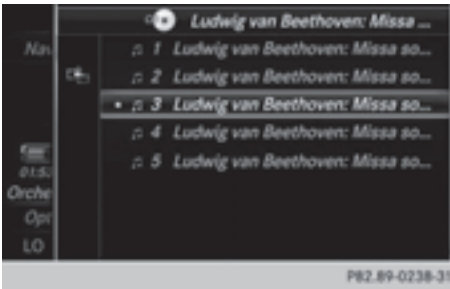 Ludwig van Beethoven: Missa ...
Nav
1 Ludwig van Beethoven: Missa so...
2 Ludwig van Beethoven: Missa so...
3 Ludwig van Beethoven: Missa so...
4 Ludwig van Beethoven: Missa so...
5 Ludwig van Beethoven: Missa so...
Orche
Opt
LO
P82.89-0238-31